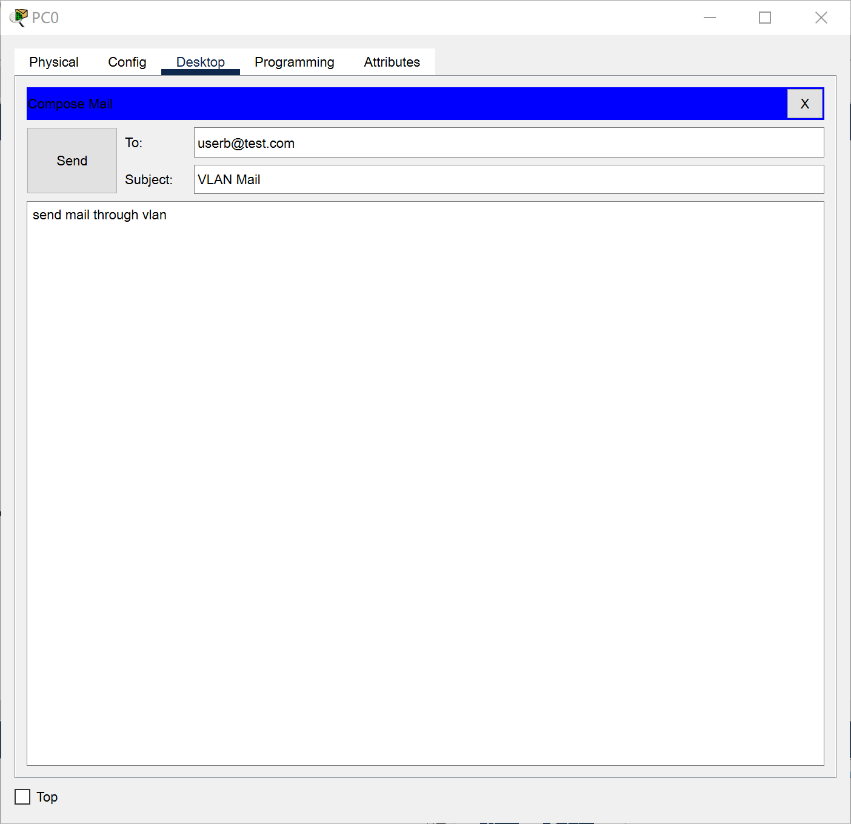 PC0
Physical Config Desktop Programming Attributes
Compose Mail X
Send To: userb@test.com
Subject: VLAN Mail
send mail through vlan
Top